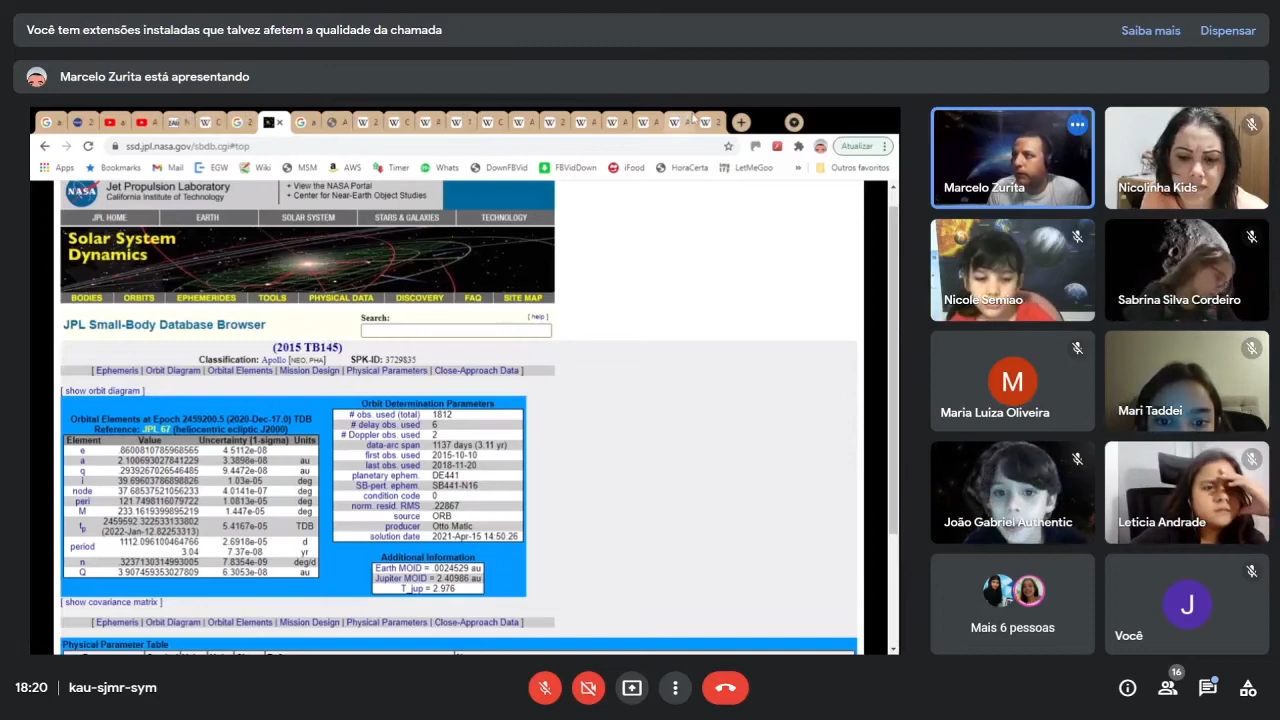 Você tem extensões instaladas que talvez afetem a qualidade da chamada
Saiba mais
Dispensar
Marcelo Zurita está apresentando
ssd.jpl.nasa.gov/sbdb.cgi#top
Atualizar
Apps
Bookmarks
Mail
EGW
Wiki
MSM
AWS
Timer
Whats
DownFBVid
FBVidDown
iFood
HoraCerta
LetMeGoo
»
Outros favoritos
NASA
Jet Propulsion Laboratory
California Institute of Technology
+ View the NASA Portal
+ Center for Near-Earth Object Studies
JPL HOME EARTH SOLAR SYSTEM STARS & GALAXIES TECHNOLOGY
Solar System
Dynamics
BODIES ORBITS EPHEMERIDES TOOLS PHYSICAL DATA DISCOVERY FAQ SITE MAP
JPL Small-Body Database Browser
Search:
[ help ]
(2015 TB145)
Classification: Apollo [NEO, PHA] SPK-ID: 3729835
[ Ephemeris | Orbit Diagram | Orbital Elements | Mission Design | Physical Parameters | Close-Approach Data ]
[ show orbit diagram ]
Orbital Elements at Epoch 2459200.5 (2020-Dec-17.0) TDB
Reference: JPL 67 (heliocentric ecliptic J2000)
Element Value Uncertainty (1-sigma) Units
e .8600810785968565 4.5112e-08
a 2.100693027841229 3.3898e-08 au
q .2939267026546485 9.4472e-08 au
i 39.69603786898826 1.03e-05 deg
node 37.68537521056233 4.0141e-07 deg
peri 121.7498116079722 1.0813e-05 deg
M 233.1619399895219 1.447e-05 deg
tp 2459592.322533133802
(2022-Jan-12.82253313) 5.4167e-05 TDB
period 1112.096100464766
3.04 2.6918e-05
7.37e-08 d
yr
n .3237130314993105 7.8354e-09 deg/d
Q 3.907459353027809 6.3053e-08 au
Orbit Determination Parameters
# obs. used (total) 1812
# delay obs. used 6
# Doppler obs. used 2
data-arc span 1137 days (3.11 yr)
first obs. used 2015-10-10
last obs. used 2018-11-20
planetary ephem. DE441
SB-pert. ephem. SB441-N16
condition code 0
norm. resid. RMS .22867
source ORB
producer Otto Matic
solution date 2021-Apr-15 14:50:26
Additional Information
Earth MOID = .0024529 au
Jupiter MOID = 2.40986 au
T_jup = 2.976
[ show covariance matrix ]
[ Ephemeris | Orbit Diagram | Orbital Elements | Mission Design | Physical Parameters | Close-Approach Data ]
Physical Parameter Table
Marcelo Zurita
Nicolinha Kids
Nicole Semião
Sabrina Silva Cordeiro
M
Maria Luiza Oliveira
Mari Taddei
João Gabriel Authentic
Leticia Andrade
Mais 6 pessoas
J
Você
18:20 | kau-sjmr-sym
16